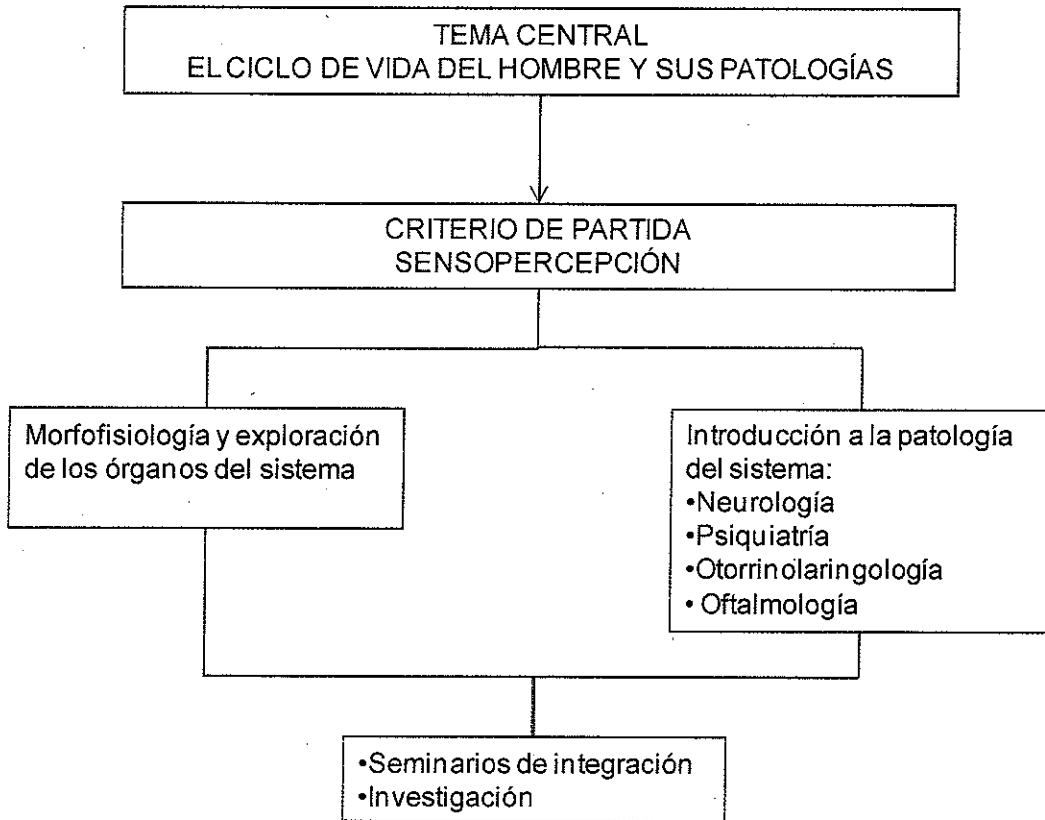 TEMA CENTRAL
EL CICLO DE VIDA DEL HOMBRE Y SUS PATOLOGÍAS
CRITERIO DE PARTIDA
SENSOPERCEPCIÓN
Morfofisiología y exploración
de los órganos del sistema
Introducción a la patología
del sistema:
•Neurología
•Psiquiatría
•Otorrinolaringología
• Oftalmología
•Seminarios de integración
•Investigación